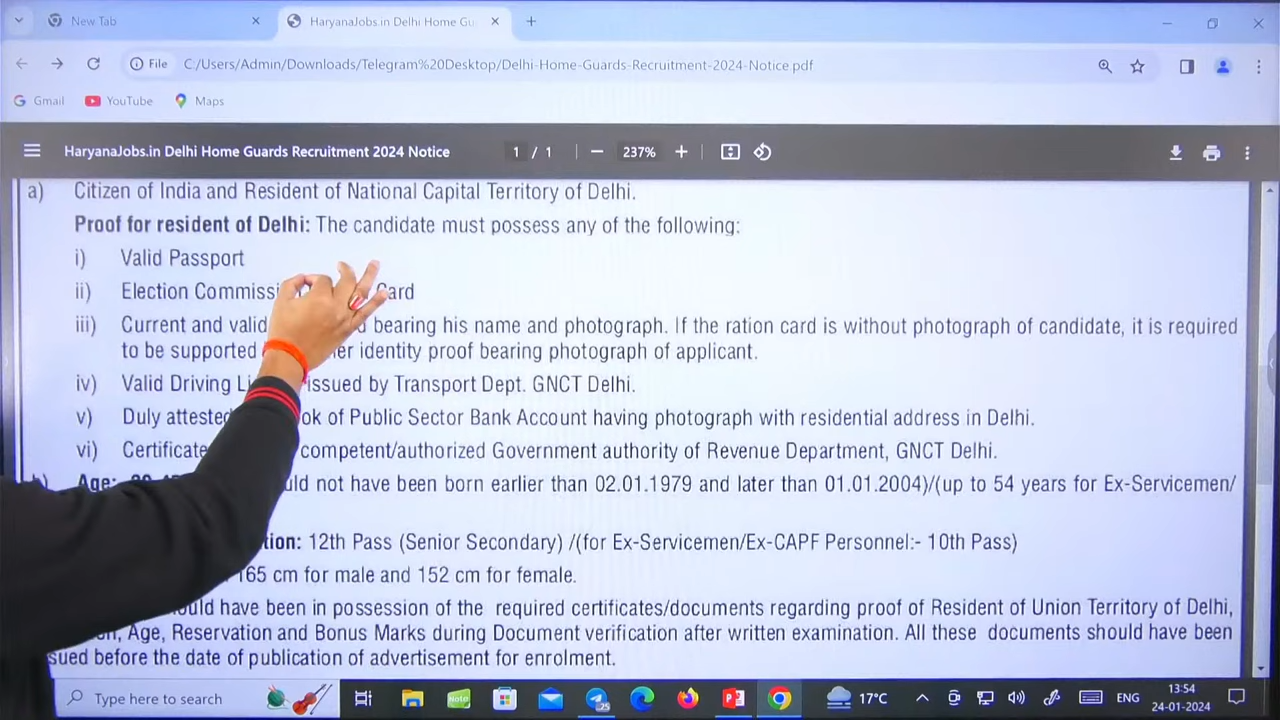 New Tab
HaryanaJobs.in Delhi Home Gu
File C:/Users/Admin/Downloads/Telegram%20Desktop/Delhi-Home-Guards-Recruitment-2024-Notice.pdf
Gmail YouTube Maps
HaryanaJobs.in Delhi Home Guards Recruitment 2024 Notice 1 / 1 237%
a) Citizen of India and Resident of National Capital Territory of Delhi.
Proof for resident of Delhi: The candidate must possess any of the following:
i) Valid Passport
ii) Election Card
iii) Current and valid bearing his name and photograph. If the ration card is without photograph of candidate, it is required
to be supported identity proof bearing photograph of applicant.
iv) Valid Driving issued by Transport Dept. GNCT Delhi.
v) Duly attested of Public Sector Bank Account having photograph with residential address in Delhi.
vi) Certificate competent/authorized Government authority of Revenue Department, GNCT Delhi.
Age: not have been born earlier than 02.01.1979 and later than 01.01.2004)/(up to 54 years for Ex-Servicemen/
12th Pass (Senior Secondary) /(for Ex-Servicemen/Ex-CAPF Personnel:- 10th Pass)
165 cm for male and 152 cm for female.
have been in possession of the required certificates/documents regarding proof of Resident of Union Territory of Delhi,
Age, Reservation and Bonus Marks during Document verification after written examination. All these documents should have been
before the date of publication of advertisement for enrolment.
Type here to search
Note
25
17°C
ENG
13:54
24-01-2024